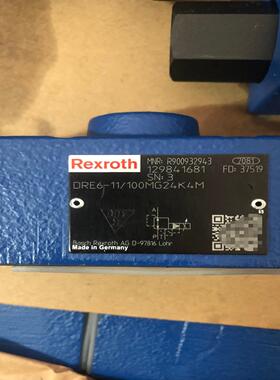 Rexroth
MNR: R900932943 7081
129841681 FD: 37519
SN: 3
DRE6-11/100MG24K4M
Bosch Rexroth AG D-97816 Lohr
Made in Germany